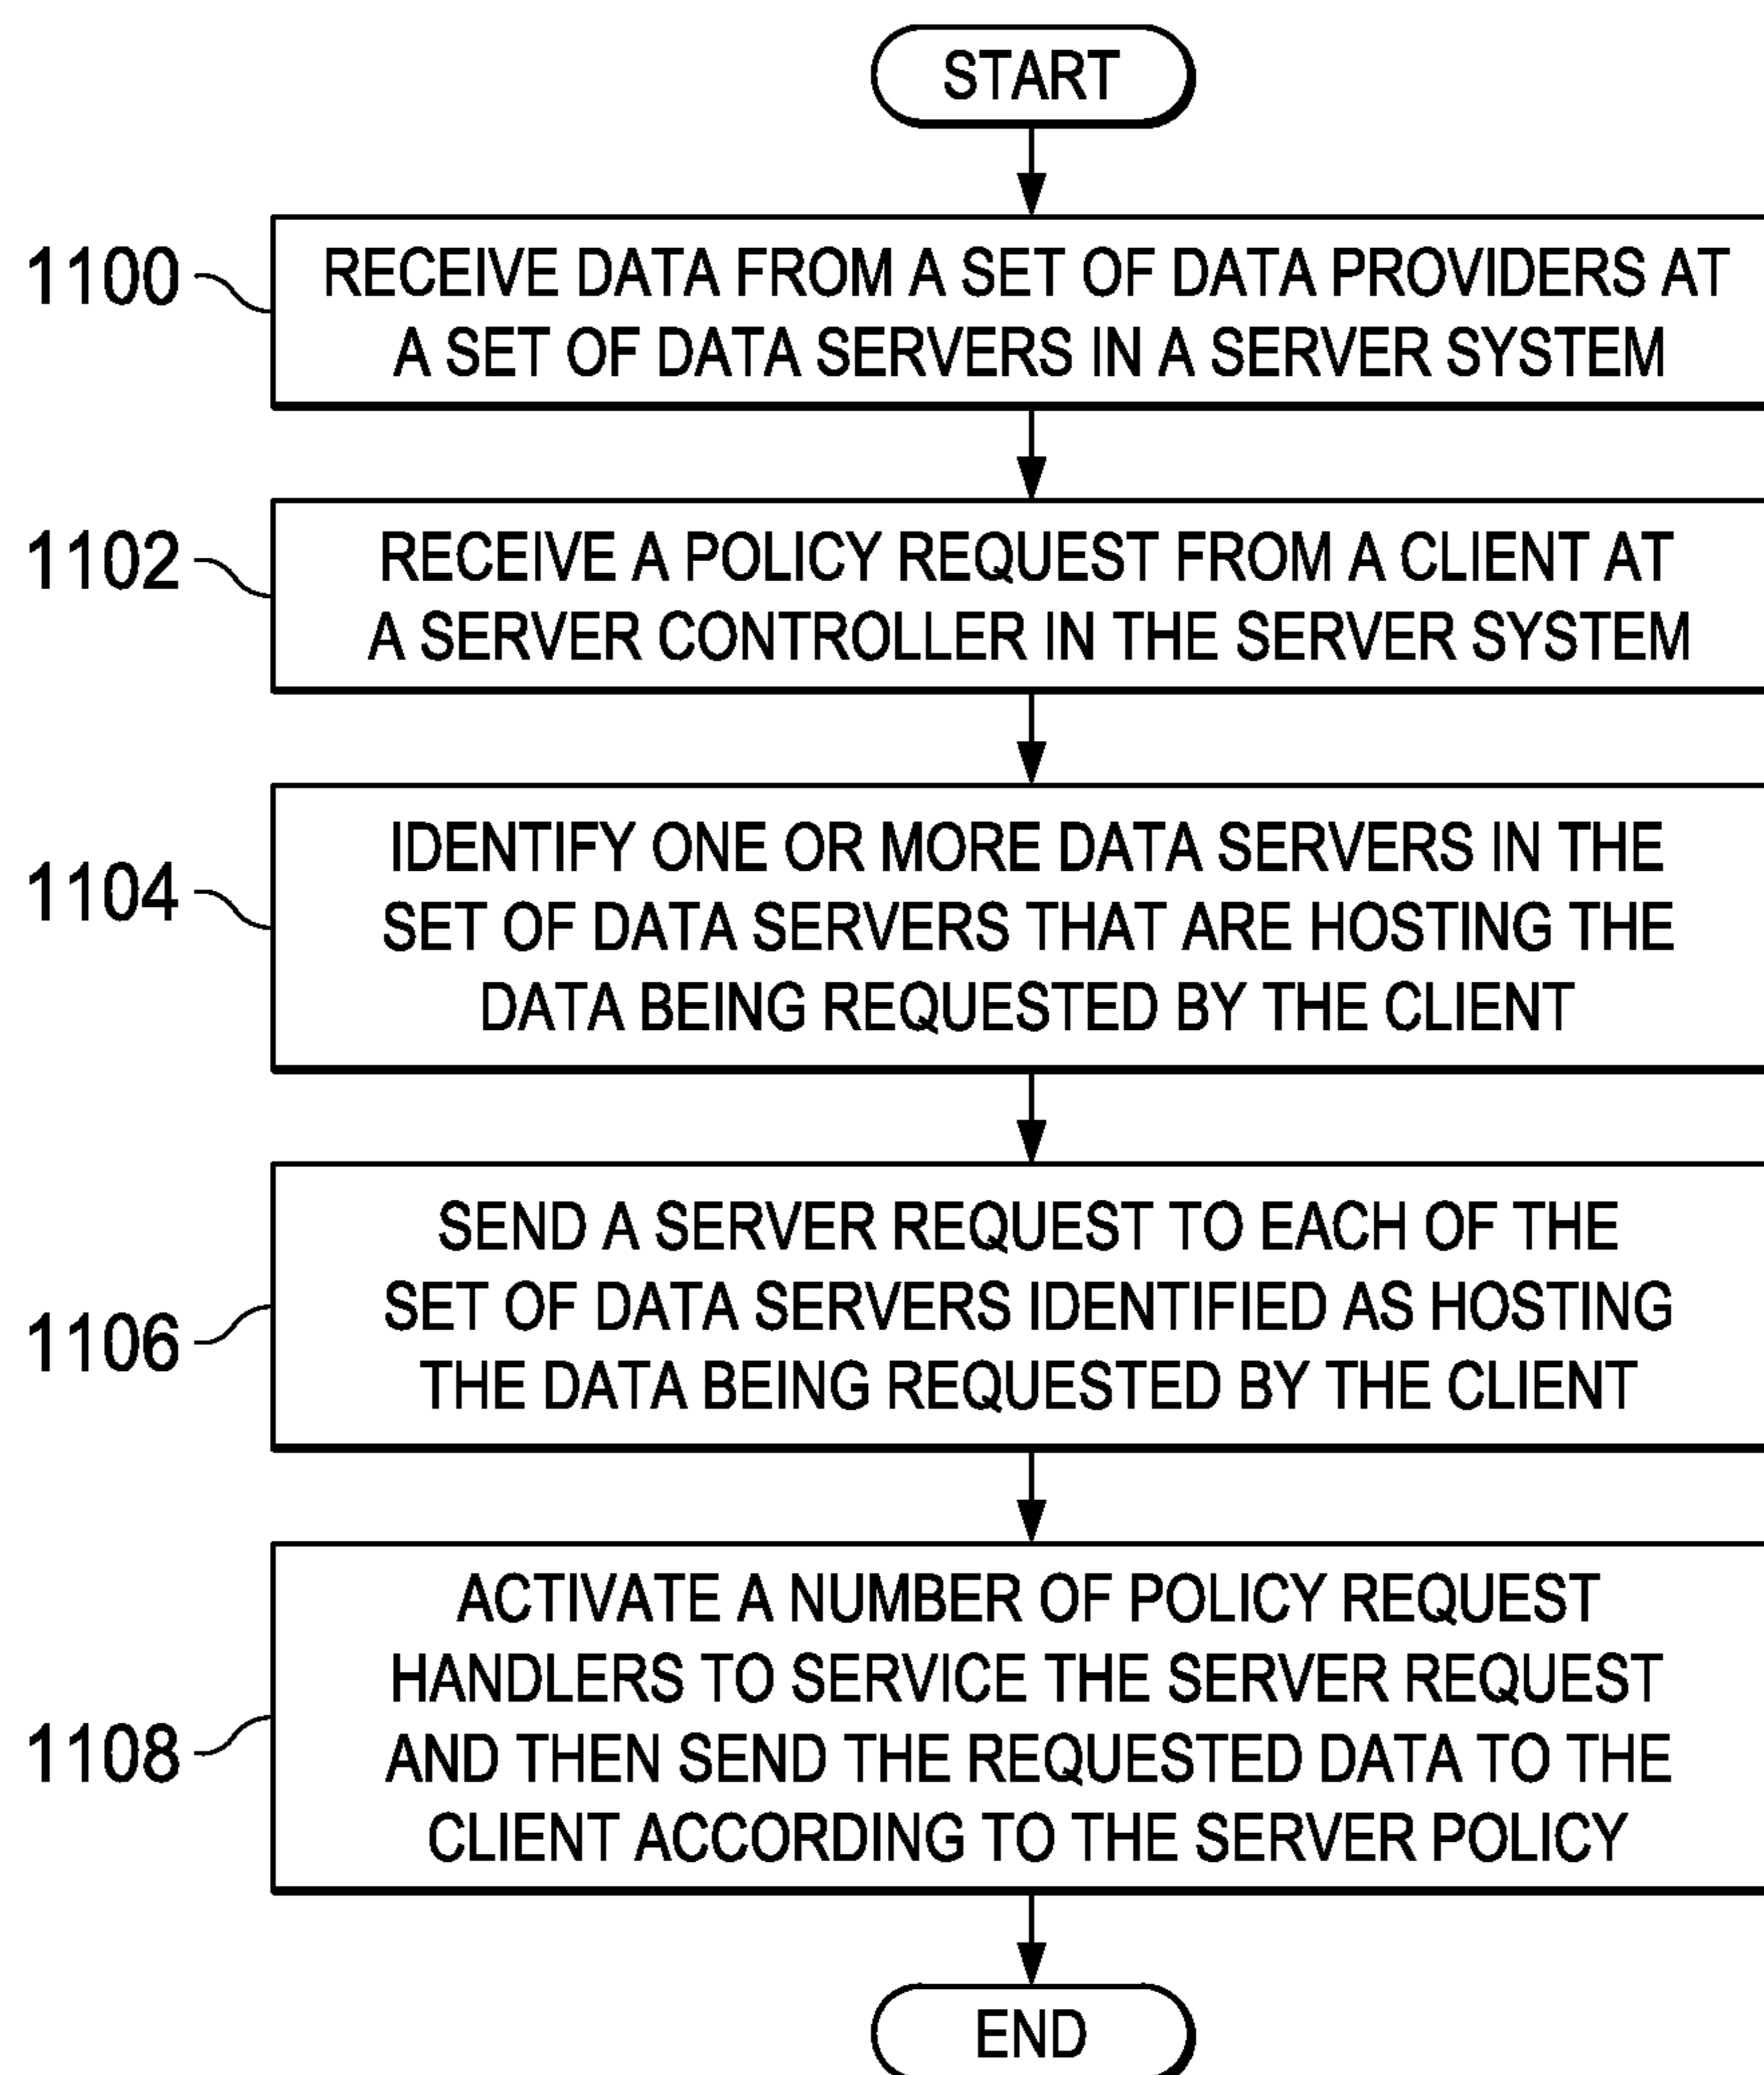 START
1100
RECEIVE DATA FROM A SET OF DATA PROVIDERS AT
A SET OF DATA SERVERS IN A SERVER SYSTEM
1102
RECEIVE A POLICY REQUEST FROM A CLIENT AT
A SERVER CONTROLLER IN THE SERVER SYSTEM
1104
IDENTIFY ONE OR MORE DATA SERVERS IN THE
SET OF DATA SERVERS THAT ARE HOSTING THE
DATA BEING REQUESTED BY THE CLIENT
1106
SEND A SERVER REQUEST TO EACH OF THE
SET OF DATA SERVERS IDENTIFIED AS HOSTING
THE DATA BEING REQUESTED BY THE CLIENT
1108
ACTIVATE A NUMBER OF POLICY REQUEST
HANDLERS TO SERVICE THE SERVER REQUEST
AND THEN SEND THE REQUESTED DATA TO THE
CLIENT ACCORDING TO THE SERVER POLICY
END